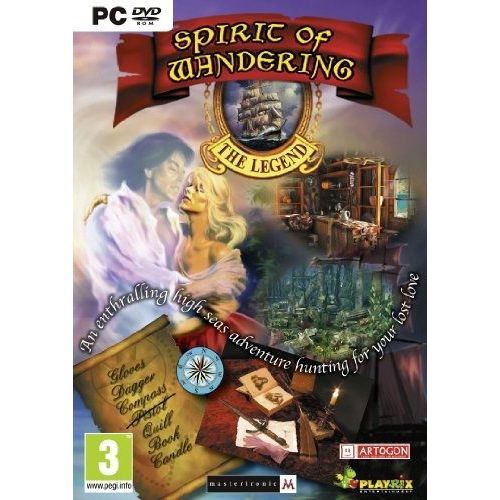 PC DVD
ROM
SPIRIT OF
WANDERING
THE LEGEND
An enthralling high seas adventure hunting for your lost love
Gloves
Dagger
Compass
Pistol
Quill
Book
Candle
3
www.pegi.info
mastertronic M
ARTOGON
PLAYRIX
ENTERTAINMENT